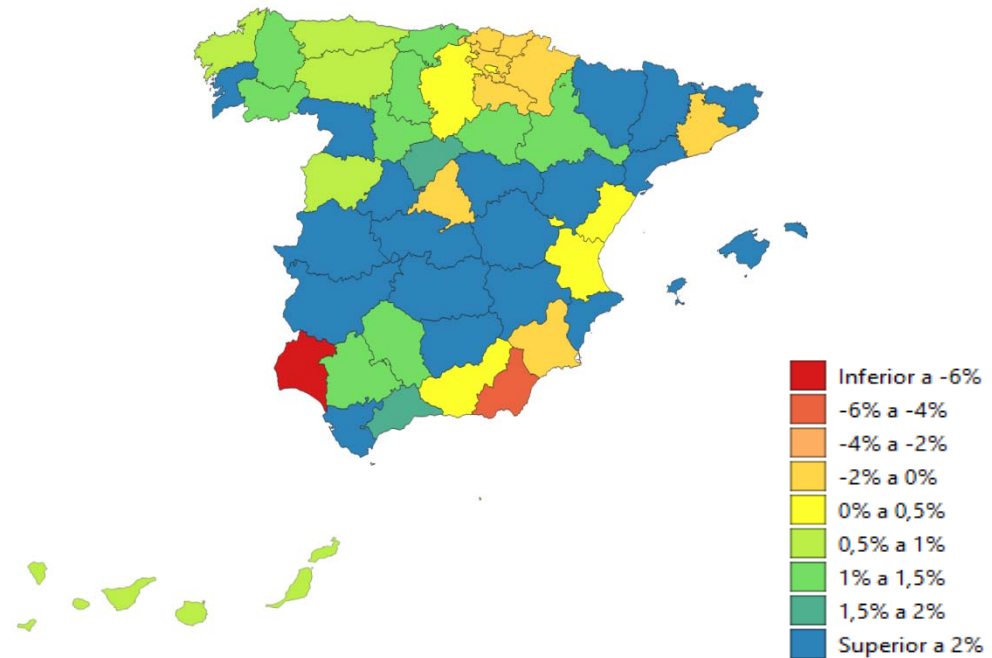 Inferior a -6%
-6% a -4%
-4% a -2%
-2% a 0%
0% a 0,5%
0,5% a 1%
1% a 1,5%
1,5% a 2%
Superior a 2%